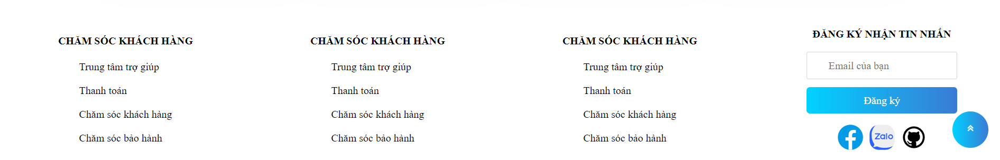 CHĂM SÓC KHÁCH HÀNG
Trung tâm trợ giúp
Thanh toán
Chăm sóc khách hàng
Chăm sóc bảo hành
CHĂM SÓC KHÁCH HÀNG
Trung tâm trợ giúp
Thanh toán
Chăm sóc khách hàng
Chăm sóc bảo hành
CHĂM SÓC KHÁCH HÀNG
Trung tâm trợ giúp
Thanh toán
Chăm sóc khách hàng
Chăm sóc bảo hành
ĐĂNG KÝ NHẬN TIN NHẮN
Email của bạn
Đăng ký
Zalo